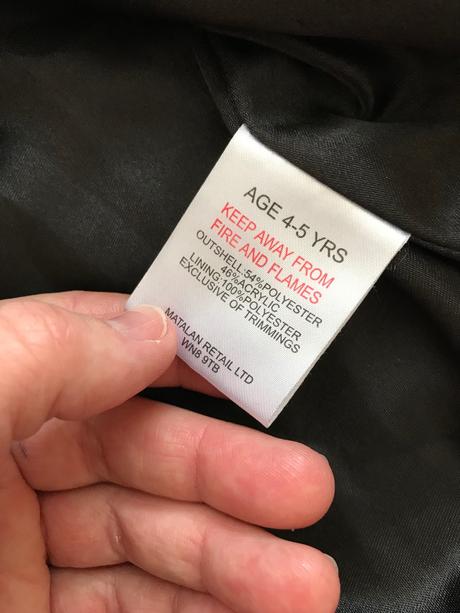 AGE 4-5 YRS
KEEP AWAY FROM
FIRE AND FLAMES
OUTSHELL:54%POLYESTER
46%ACRYLIC
LINING:100%POLYESTER
EXCLUSIVE OF TRIMMINGS
MATALAN RETAIL LTD
WN8 9TB